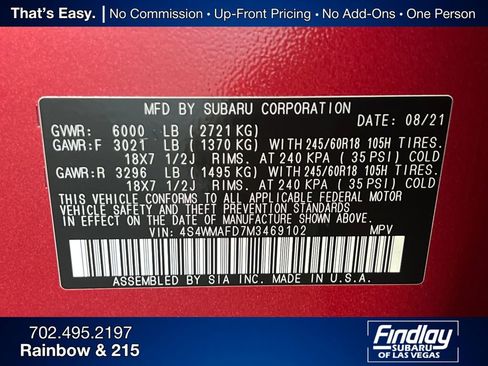 That's Easy. | No Commission • Up-Front Pricing • No Add-Ons • One Person
MFD BY SUBARU CORPORATION
DATE: 08/21
GVWR: 6000 LB (2721 KG)
GAWR:F 3021 LB (1370 KG) WITH 245/60R18 105H TIRES.
18X7 1/2J RIMS. AT 240 KPA ( 35 PSI) COLD
GAWR:R 3296 LB (1495 KG) WITH 245/60R18 105H TIRES.
18X7 1/2J RIMS. AT 240 KPA ( 35 PSI) COLD
THIS VEHICLE CONFORMS TO ALL APPLICABLE FEDERAL MOTOR
VEHICLE SAFETY AND THEFT PREVENTION STANDARDS
IN EFFECT ON THE DATE OF MANUFACTURE SHOWN ABOVE.
VIN: 4S4WMAFD7M3469102 MPV
ASSEMBLED BY SIA INC. MADE IN U.S.A.
702.495.2197
Rainbow & 215
Findlay
SUBARU
OF LAS VEGAS